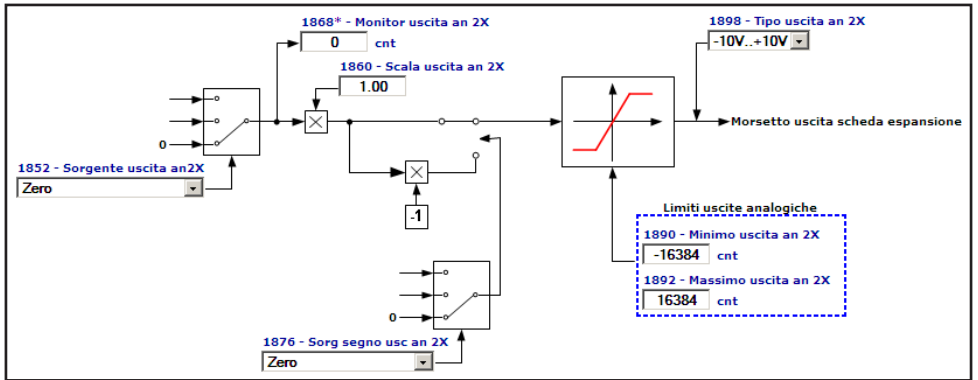 1868* - Monitor uscita an 2X
0 cnt
1860 - Scala uscita an 2X
1.00
1898 - Tipo uscita an 2X
-10V..+10V
0
1852 - Sorgente uscita an2X
Zero
-1
Morsetto uscita scheda espansione
Limiti uscite analogiche
1890 - Minimo uscita an 2X
-16384 cnt
1892 - Massimo uscita an 2X
16384 cnt
0
1876 - Sorg segno usc an 2X
Zero